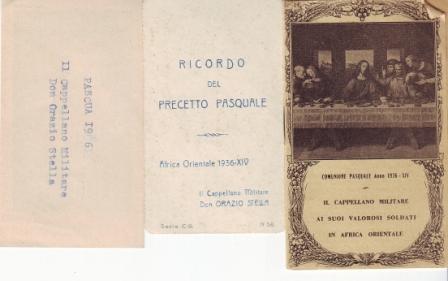 PASQUA 1936.
Il Cappellano Militare
Don Orazio Stella
RICORDO
DEL
PRECETTO PASQUALE
Africa Orientale 1936-XIV
Il Cappellano Militare
Don ORAZIO STELLA
Serie C.G.
N 56
COMUNIONE PASQUALE Anno 1936 - XIV
IL CAPPELLANO MILITARE
AI SUOI VALOROSI SOLDATI
IN AFRICA ORIENTALE